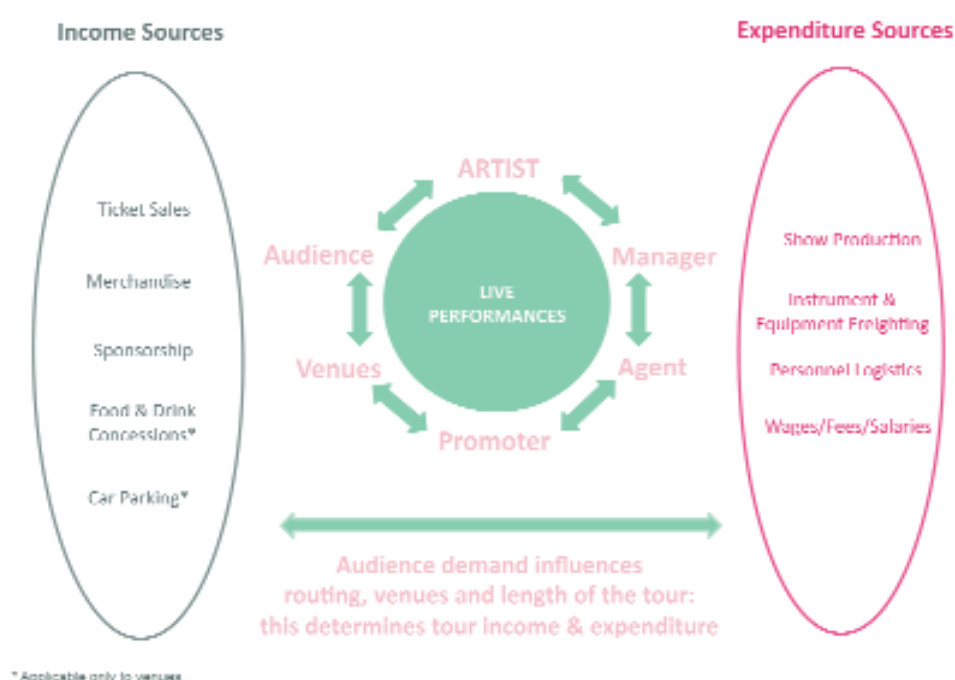 Income Sources
Expenditure Sources
Ticket Sales
Merchandise
Sponsorship
Food & Drink
Concessions*
Car Parking*
ARTIST
Audience
Manager
LIVE
PERFORMANCES
Venues
Agent
Promoter
Show Production
Instrument &
Equipment Freighting
Personnel Logistics
Wages/Fees/Salaries
Audience demand influences
routing, venues and length of the tour:
this determines tour income & expenditure
* Applicable only to venues.